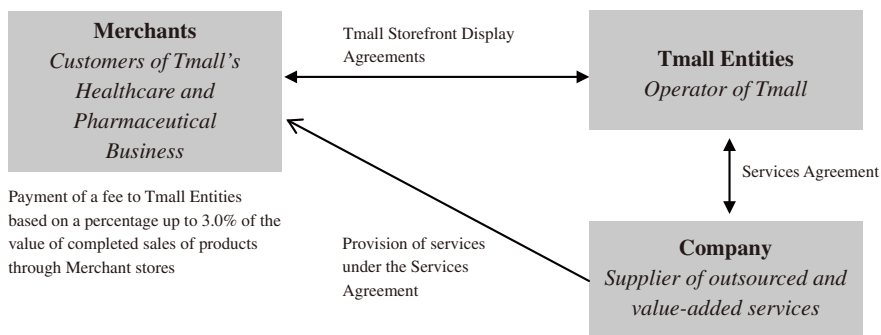 Merchants
Customers of Tmall's
Healthcare and
Pharmaceutical
Business
Tmall Storefront Display
Agreements
Tmall Entities
Operator of Tmall
Services Agreement
Payment of a fee to Tmall Entities
based on a percentage up to 3.0% of the
value of completed sales of products
through Merchant stores
Provision of services
under the Services
Agreement
Company
Supplier of outsourced and
value-added services